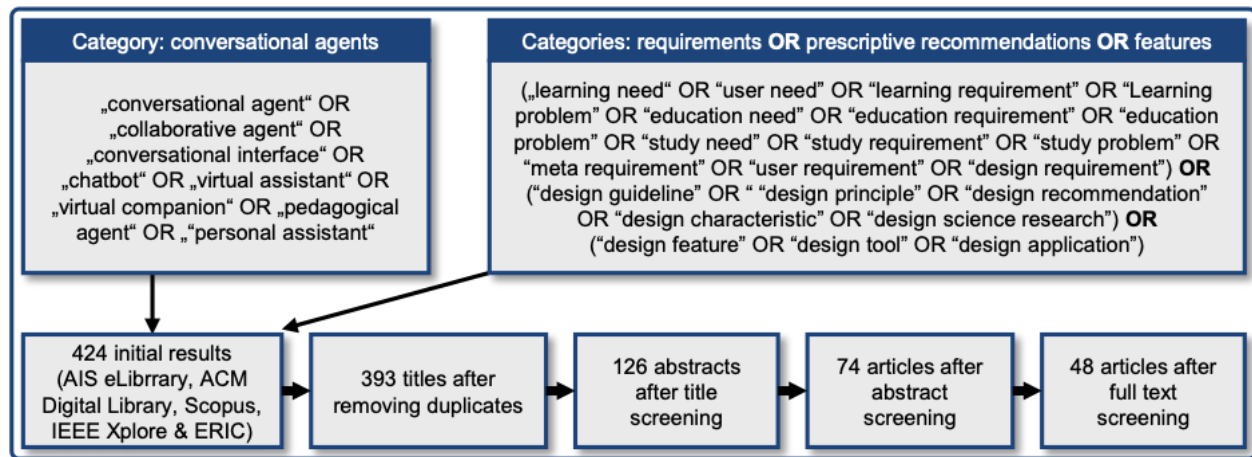 Category: conversational agents
„conversational agent“ OR
„collaborative agent“ OR
„conversational interface“ OR
„chatbot“ OR „virtual assistant“ OR
„virtual companion“ OR „pedagogical
agent“ OR „“personal assistant“
Categories: requirements OR prescriptive recommendations OR features
(„learning need“ OR “user need” OR “learning requirement” OR “Learning
problem” OR “education need” OR “education requirement” OR “education
problem” OR “study need” OR “study requirement” OR “study problem” OR
“meta requirement” OR “user requirement” OR “design requirement”) OR
(“design guideline” OR “ “design principle” OR “design recommendation”
OR “design characteristic” OR “design science research”) OR
(“design feature” OR “design tool” OR “design application”)
424 initial results
(AIS eLibrrary, ACM
Digital Library, Scopus,
IEEE Xplore & ERIC)
393 titles after
removing duplicates
126 abstracts
after title
screening
74 articles after
abstract
screening
48 articles after
full text
screening